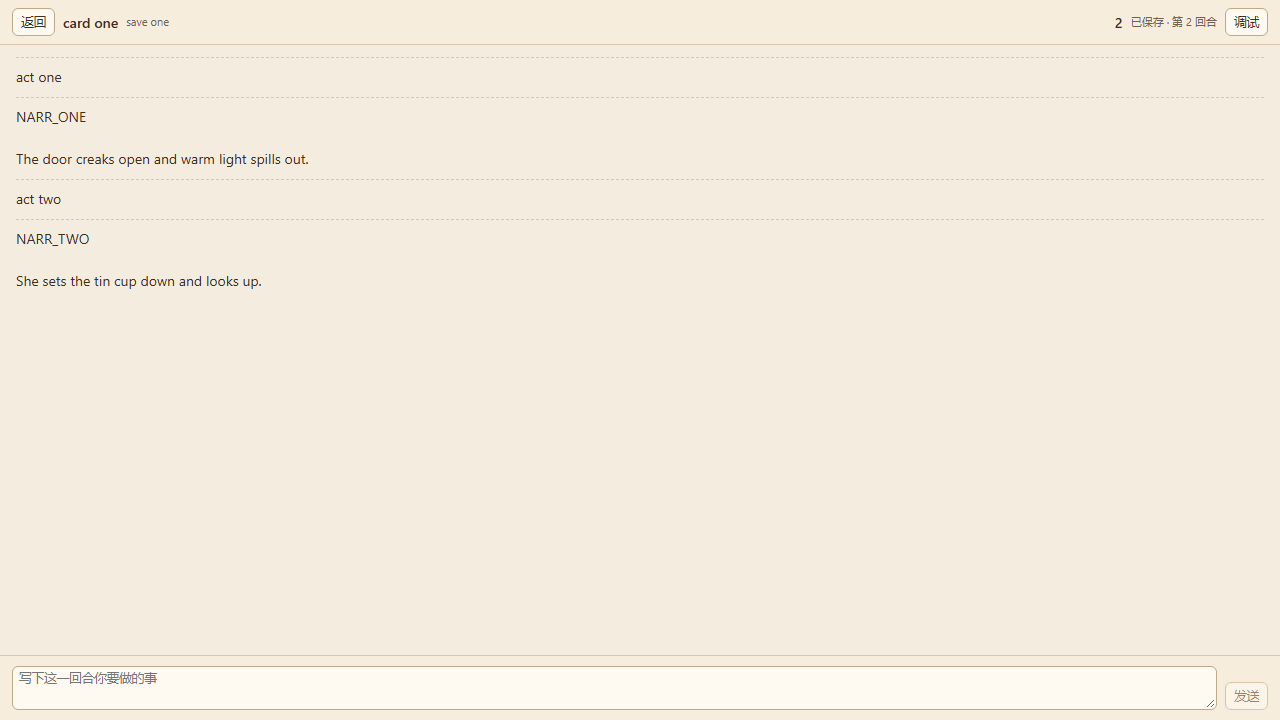 返回 card one save one 2 已保存 · 第 2 回合 调试
act one
NARR_ONE
The door creaks open and warm light spills out.
act two
NARR_TWO
She sets the tin cup down and looks up.
写下这一回合你要做的事
发送